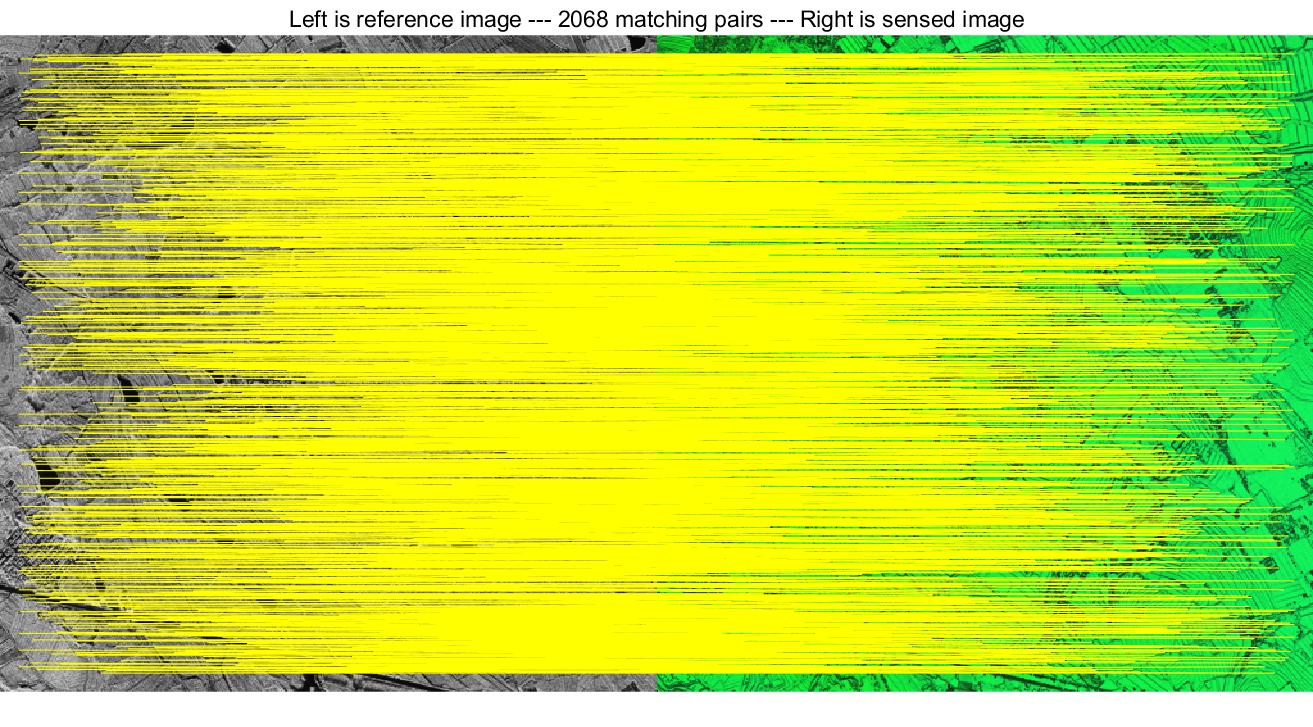 Left is reference image --- 2068 matching pairs --- Right is sensed image